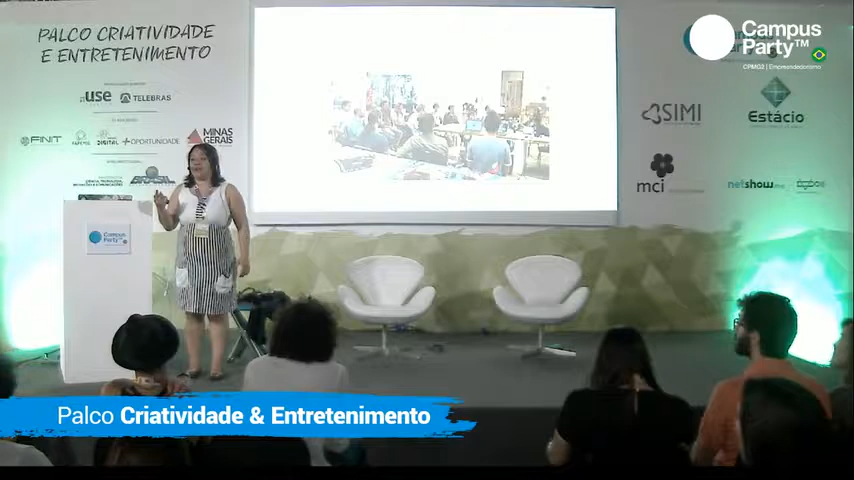 PALCO CRIATIVIDADE
E ENTRETENIMENTO
Campus
Party™
CPMG2 | Empreendedorismo
use
TELEBRAS
FINIT
DIGITAL
+OPORTUNIDADE
MINAS
GERAIS
BRASIL
SIMI
Estácio
mci
netshow.me
Campus
Party
Palco Criatividade & Entretenimento